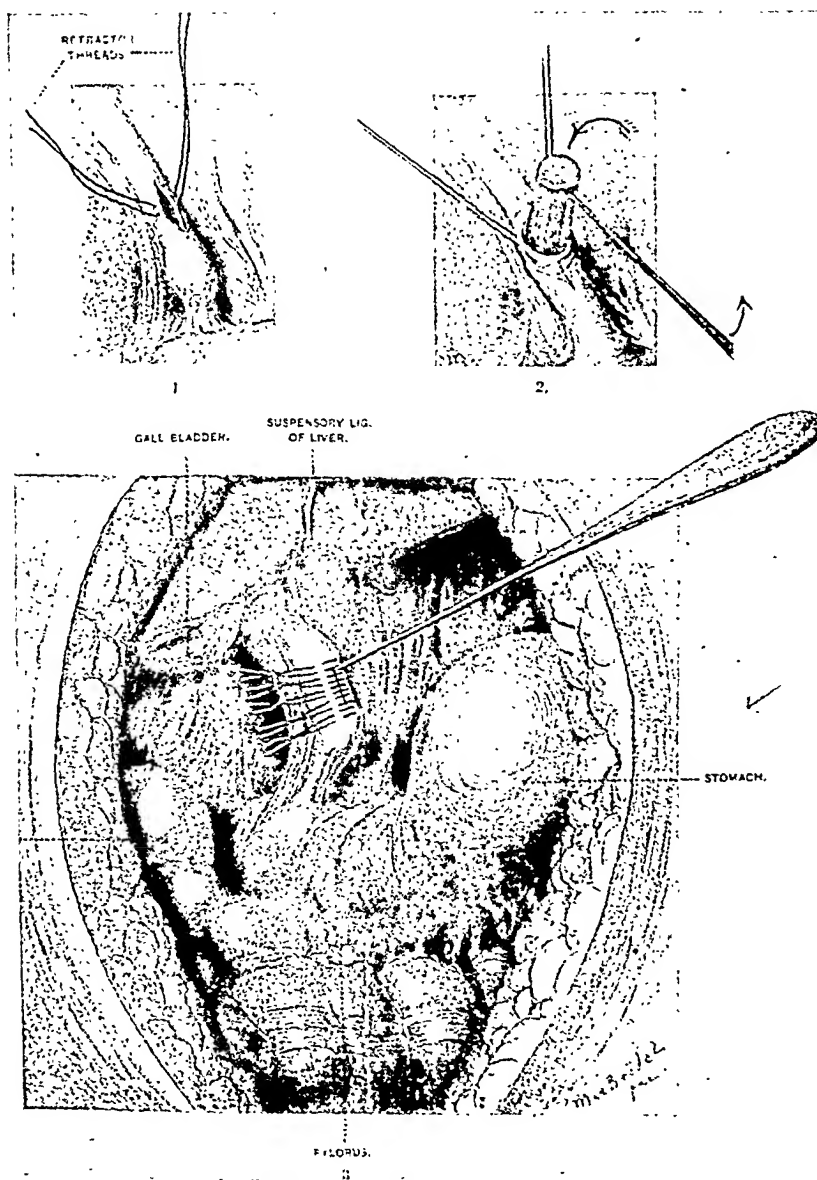 RETRACTOR
THREADS
1
2.
GALL BLADDER.
SUSPENSORY LIG.
OF LIVER.
STOMACH.
PYLORUS.
3